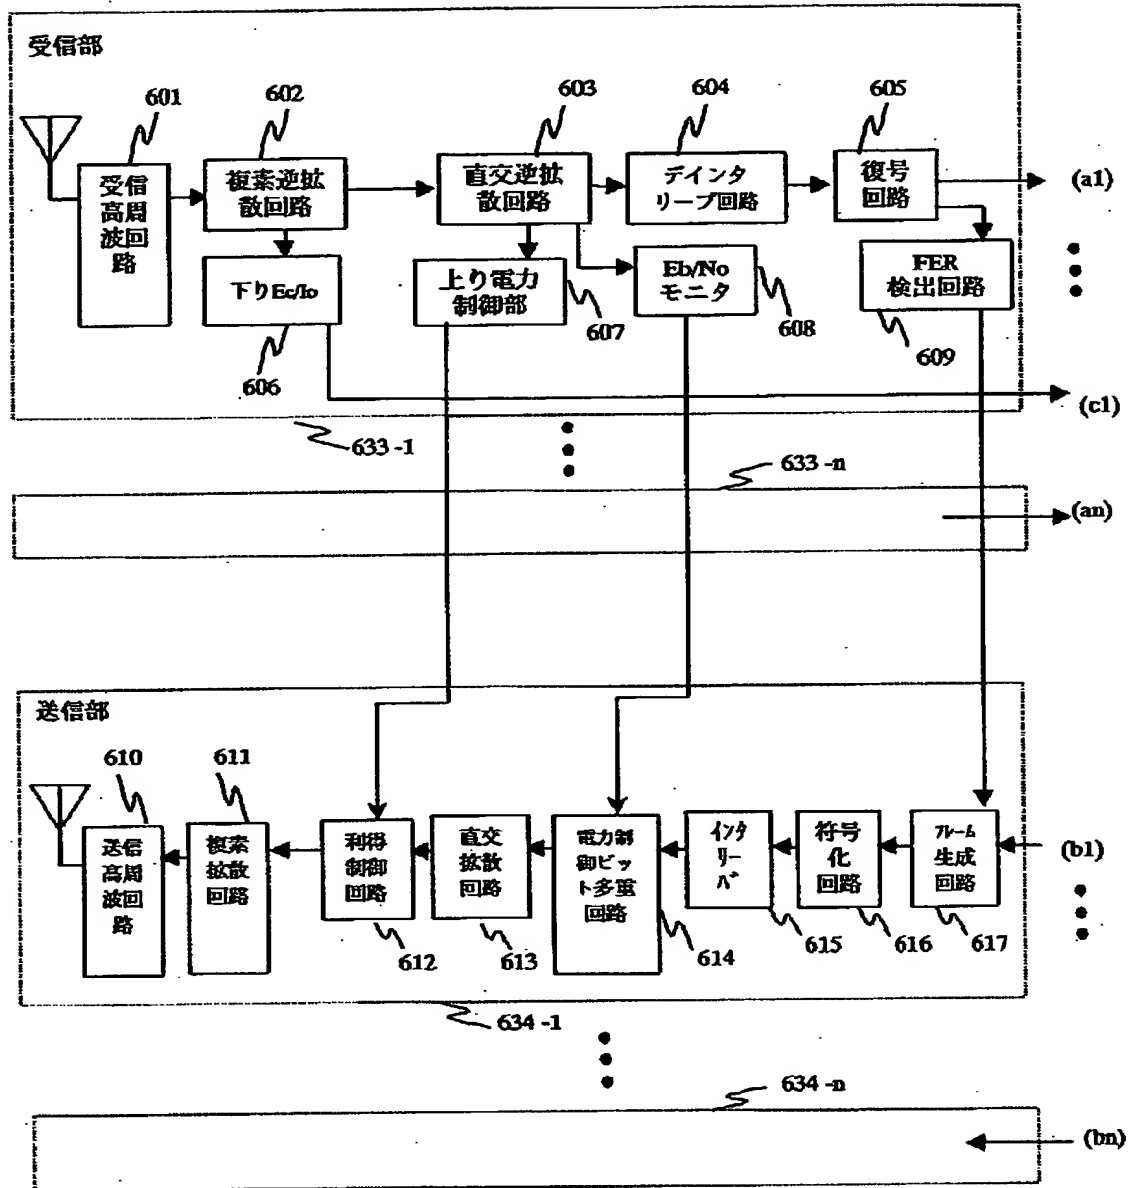 受信部
601
602
603
604
605
受信
高周
波回
路
複素逆拡
散回路
直交逆拡
散回路
デインタ
リーブ回路
復号
回路
(a1)
下りEc/Io
上り電力
制御部
Eb/No
モニタ
FER
検出回路
606
607
608
609
(c1)
633-1
633-n
(an)
送信部
610
611
送信
高周
波回
路
複素
拡散
回路
利得
制御
回路
直交
拡散
回路
電力制
御ビッ
ト多重
回路
インタ
リー
バ
符号
化
回路
フレーム
生成
回路
(b1)
612
613
614
615
616
617
634-1
634-n
(bn)